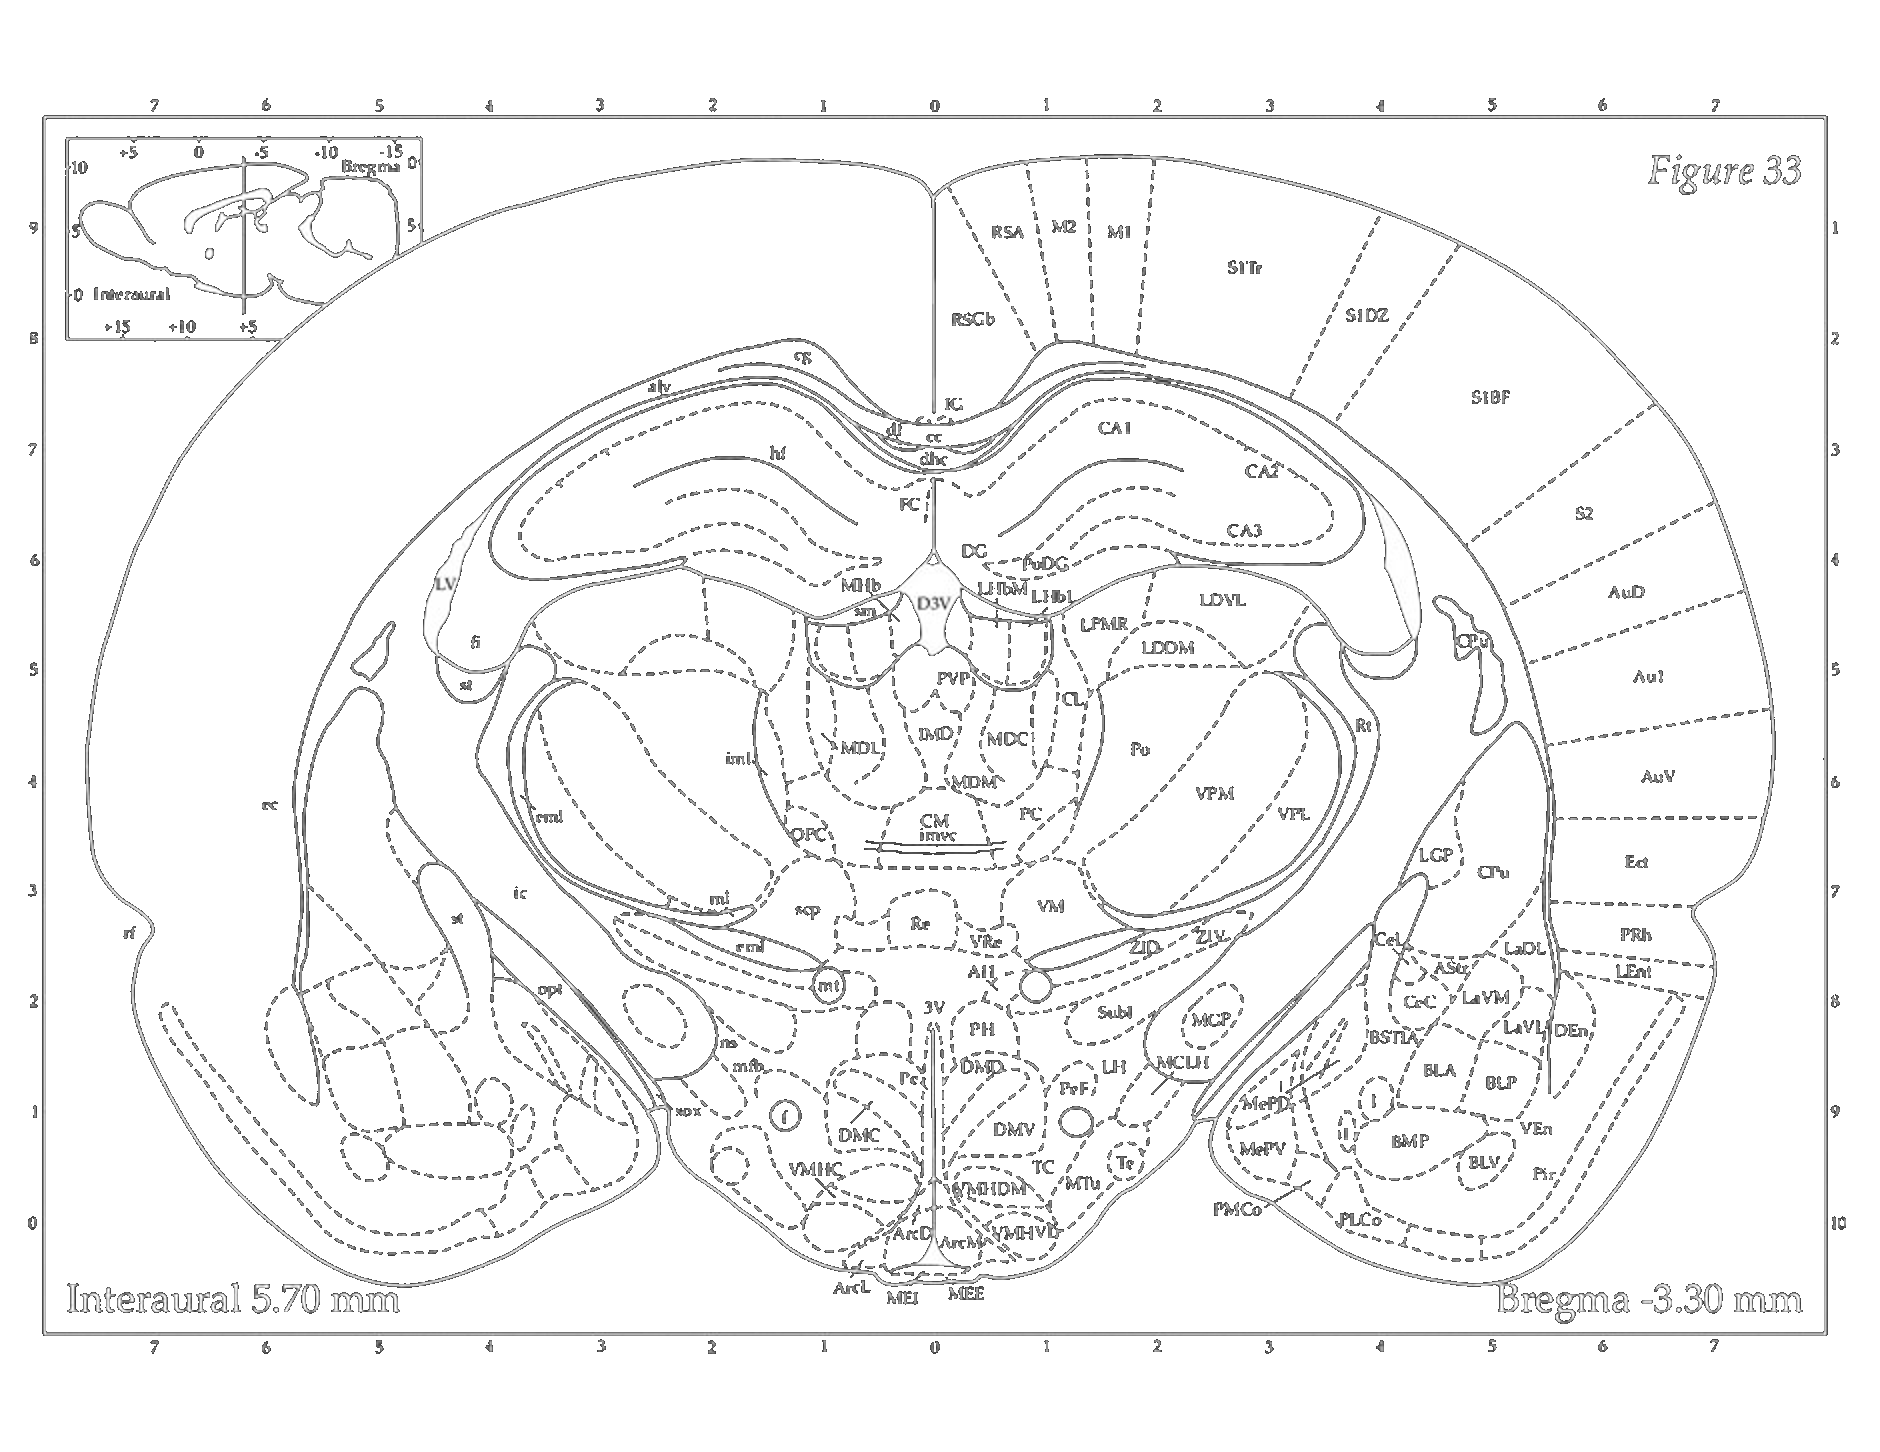 7 6 5 4 3 2 1 0 1 2 3 4 5 6 7
+5 0 -5 -10 -15
10 Bregma 0
Figure 33
5 5
0 Interaural
+15 +10 +5
9 1
8 2
7 3
6 4
5 5
4 6
3 7
2 8
1 9
0 10
RSA M2 M1
S1Tr
RSGb S1DZ
cg
alv
S1BF
IG
df cc CA1
hf dhc
CA2
FC S2
CA3
DG
PoDG
LV MHb LHbM
D3V LHbL LDVL AuD
sm LPMR
fi LDDM CPu
st PVP Au1
A CL
IMD MDC Rt
MDL Po
iml
MDM AuV
VPM
ec eml PC VPL
OPC CM
imvc
LGP Ect
CPu
ic
ml scp VM
sf Re
rf VRe ZIV PRh
eml ZID CeL LaDL
AH AStr LEnt
mt
opt CeC LaVM
3V SubI MGP
PH LaVL DEn
ns BSTIA
mfb DMD LH MCLH
Pe BLA
PeF BLP
sox MePD I
f
DMC DMV I VEn
BMP
MePV
VMHC TC Te BLV
Pir
VMHDM MTu
PMCo PLCo
ArcD ArcM VMHVL
ArcL
MEI MEE
Interaural 5.70 mm Bregma -3.30 mm
7 6 5 4 3 2 1 0 1 2 3 4 5 6 7